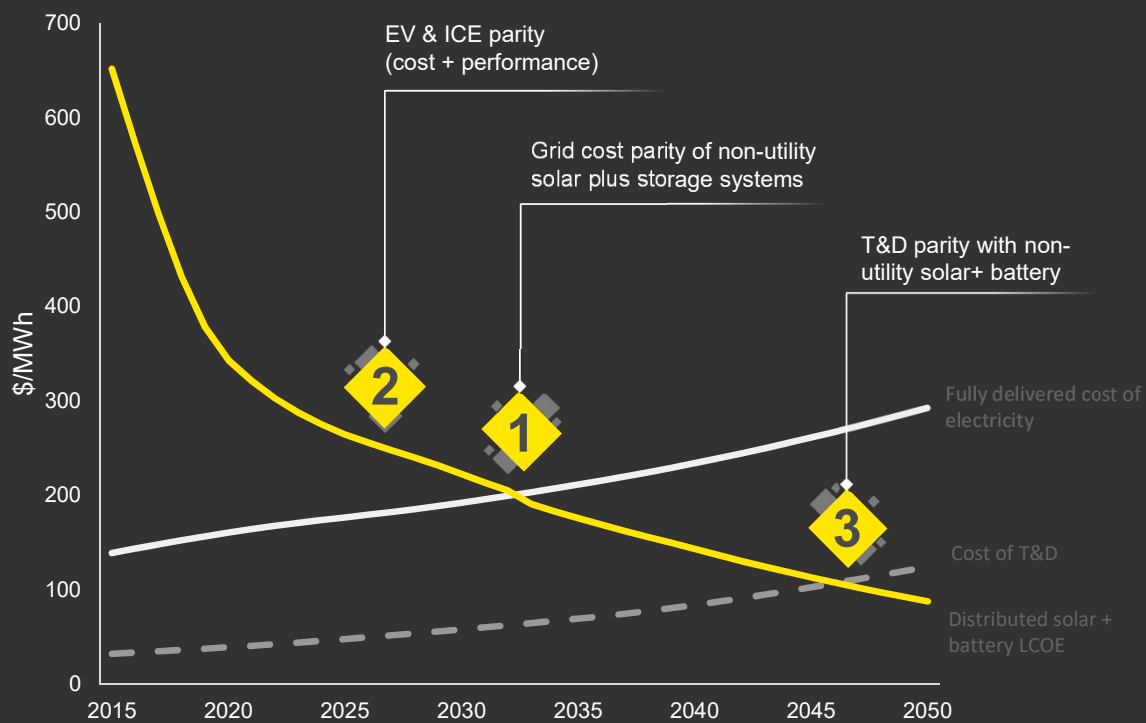 700
600
500
400
300
200
100
0
$/MWh
2015
2020
2025
2030
2035
2040
2045
2050
EV & ICE parity
(cost + performance)
Grid cost parity of non-utility
solar plus storage systems
T&D parity with non-
utility solar+ battery
2
1
3
Fully delivered cost of
electricity
Cost of T&D
Distributed solar +
battery LCOE